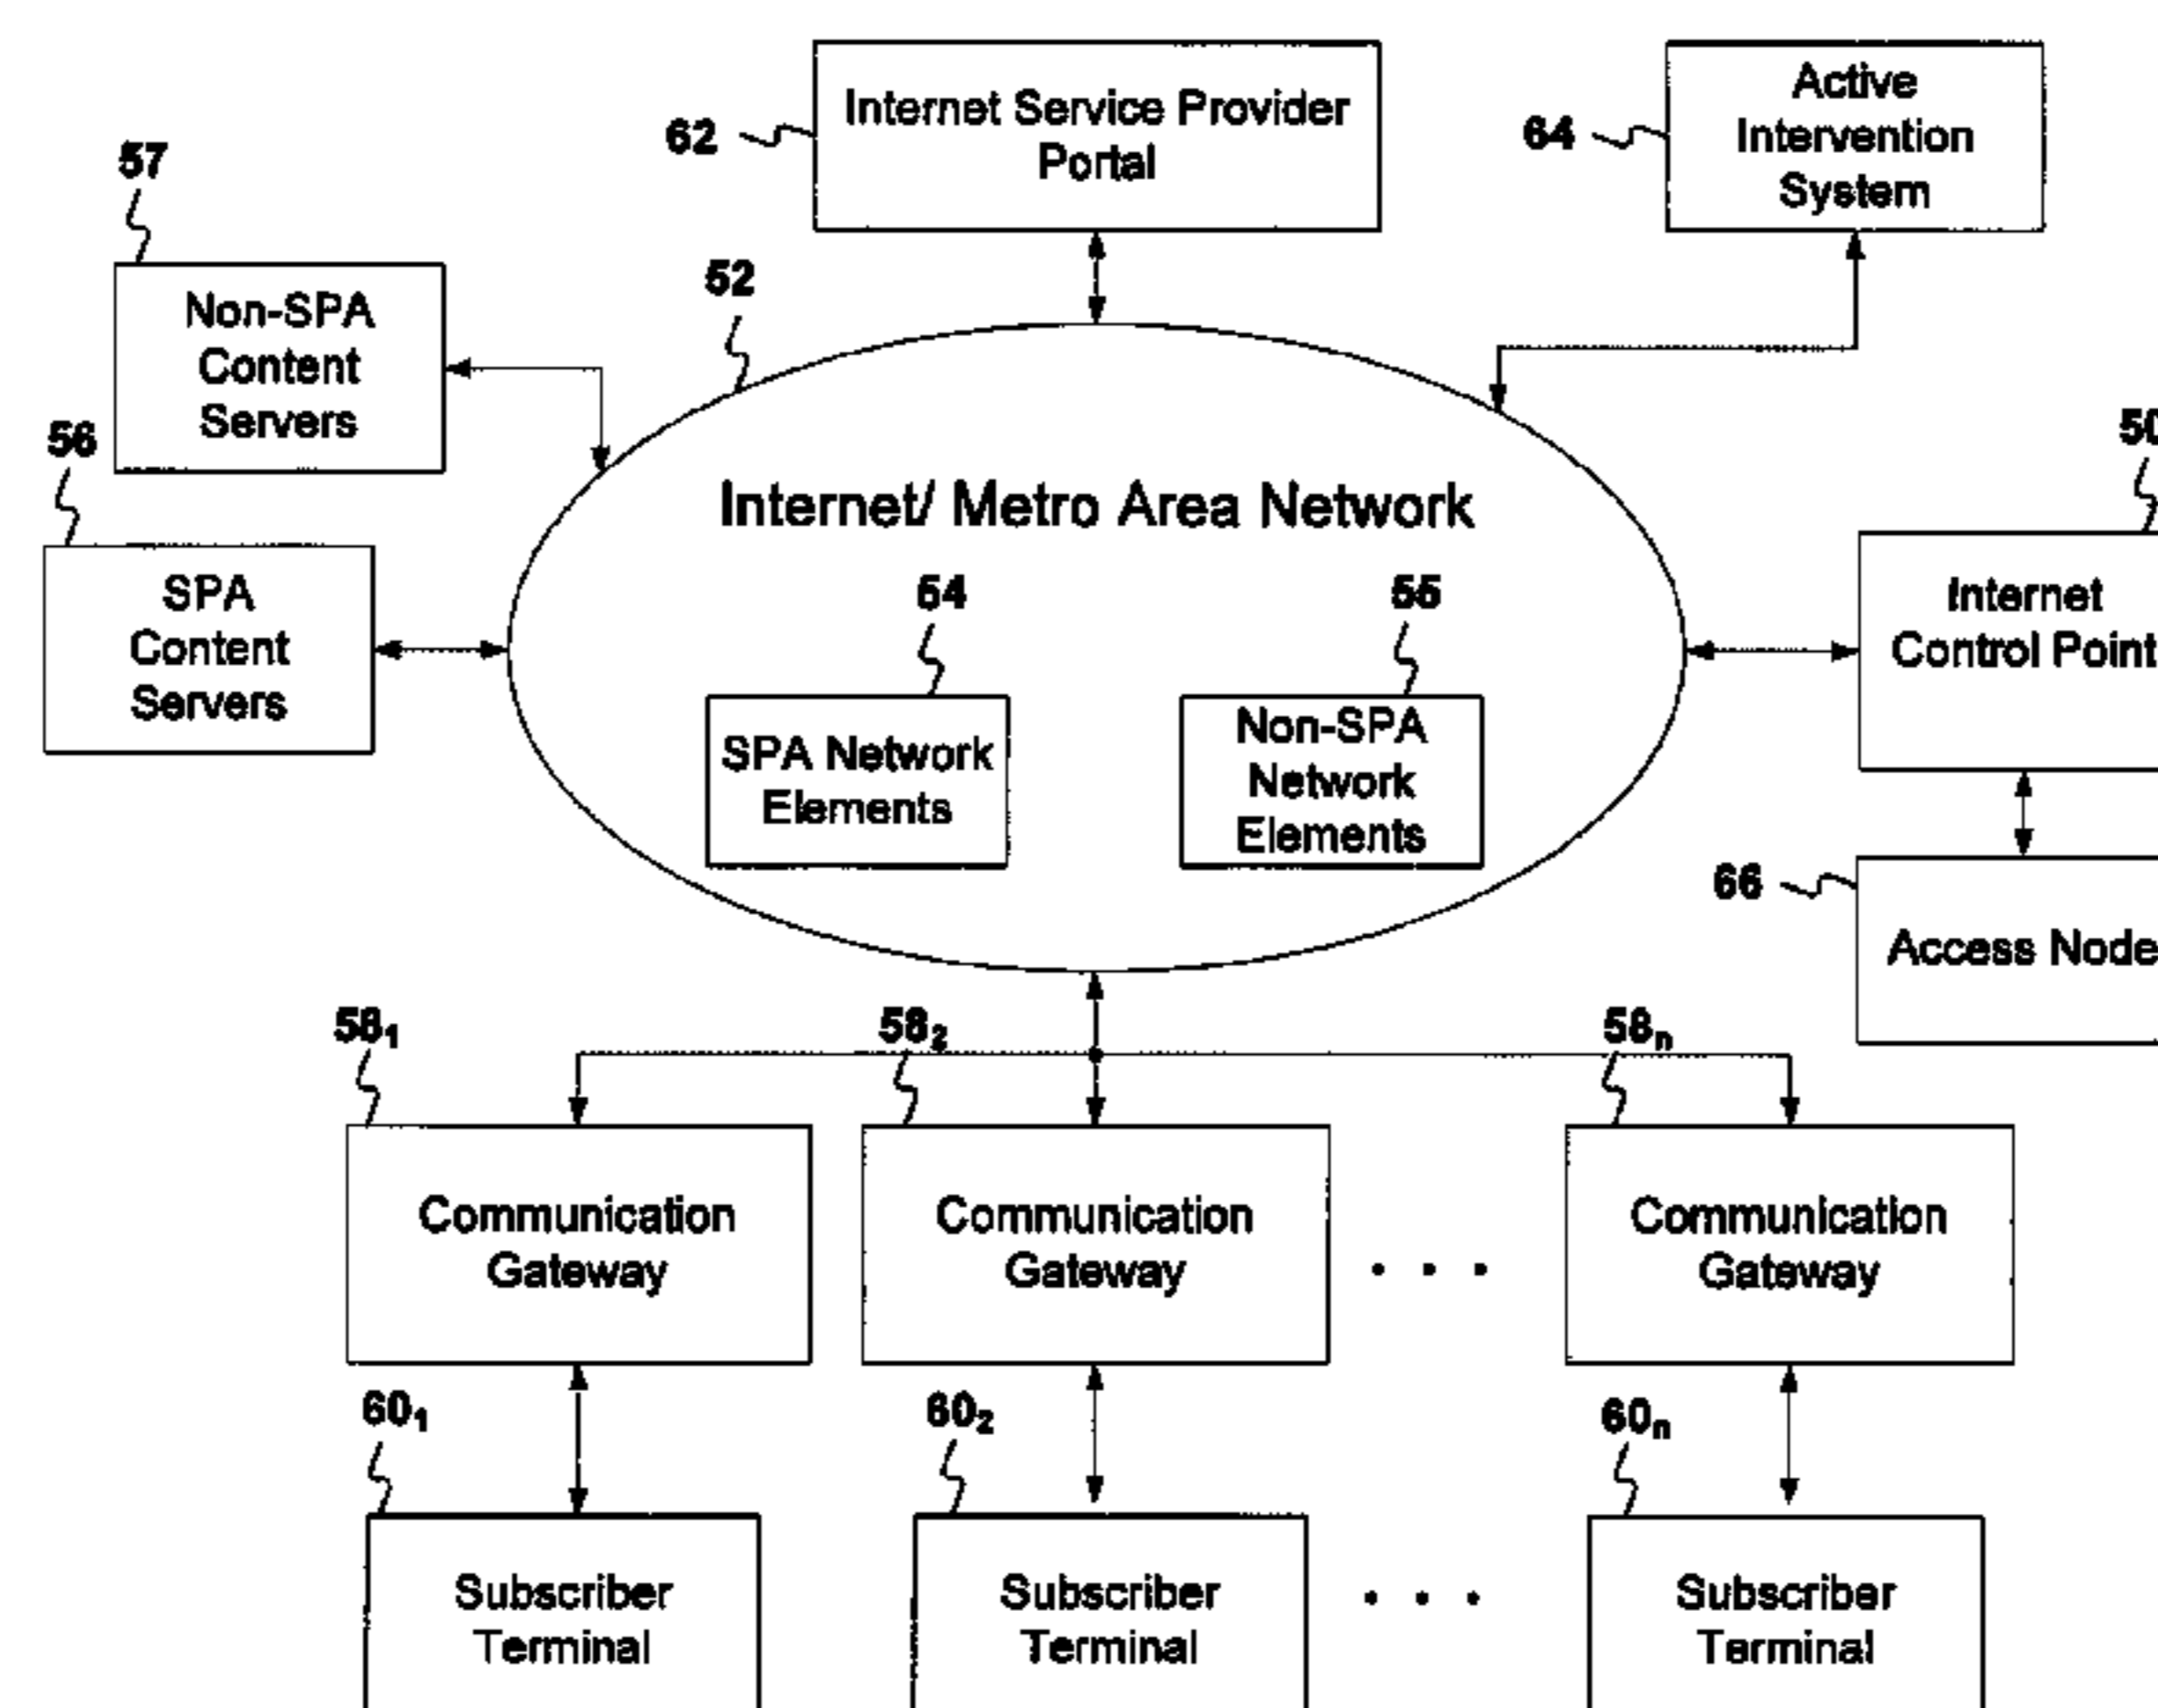 Internet Service Provider
Portal
62
Active
Intervention
System
64
57
Non-SPA
Content
Servers
52
56
SPA
Content
Servers
Internet/ Metro Area Network
54
SPA Network
Elements
55
Non-SPA
Network
Elements
50
Internet
Control Point
66
Access Node
58₁
58₂
58ₙ
Communication
Gateway
Communication
Gateway
. . .
Communication
Gateway
60₁
60₂
60ₙ
Subscriber
Terminal
Subscriber
Terminal
. . .
Subscriber
Terminal